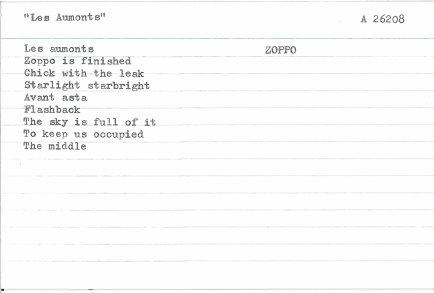 "Les Aumonts" A 26208
Les aumonts ZOPPO
Zoppo is finished
Chick with the leak
Starlight starbright
Avant asta
Flashback
The sky is full of it
To keep us occupied
The middle